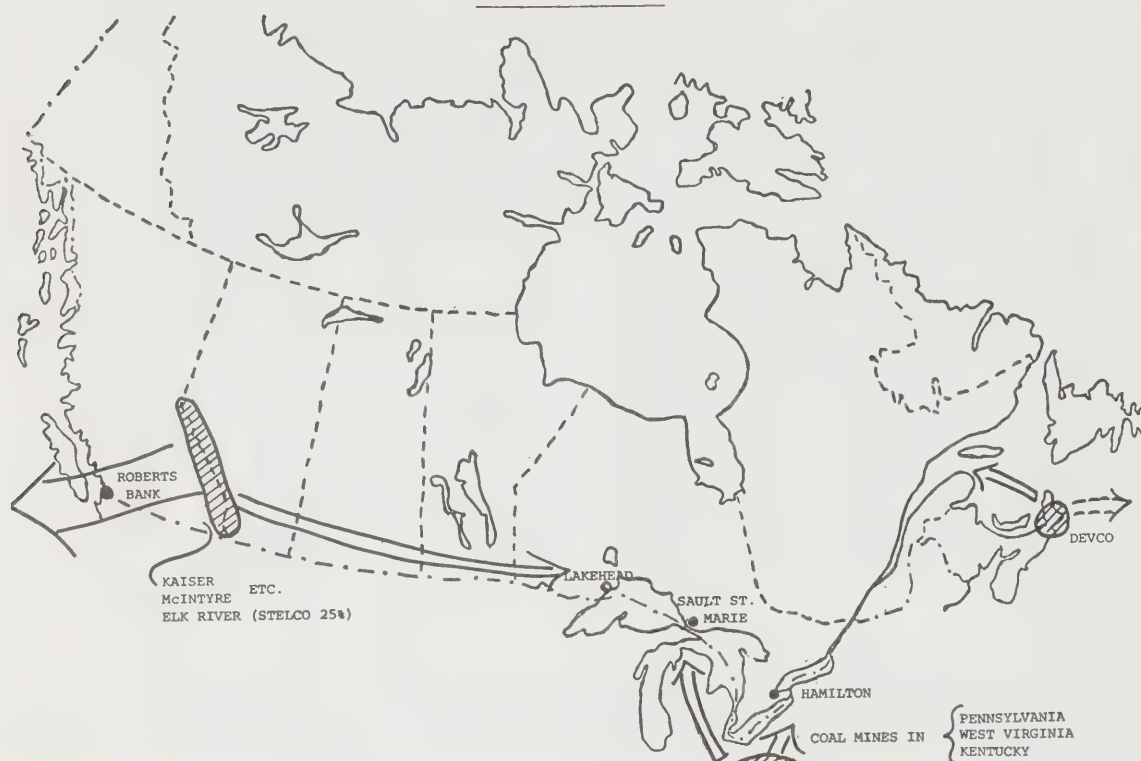 ROBERTS
BANK
DEVCO
LAKEHEAD
KAISER
McINTYRE ETC.
ELK RIVER (STELCO 25%)
SAULT ST.
MARIE
HAMILTON
COAL MINES IN
PENNSYLVANIA
WEST VIRGINIA
KENTUCKY